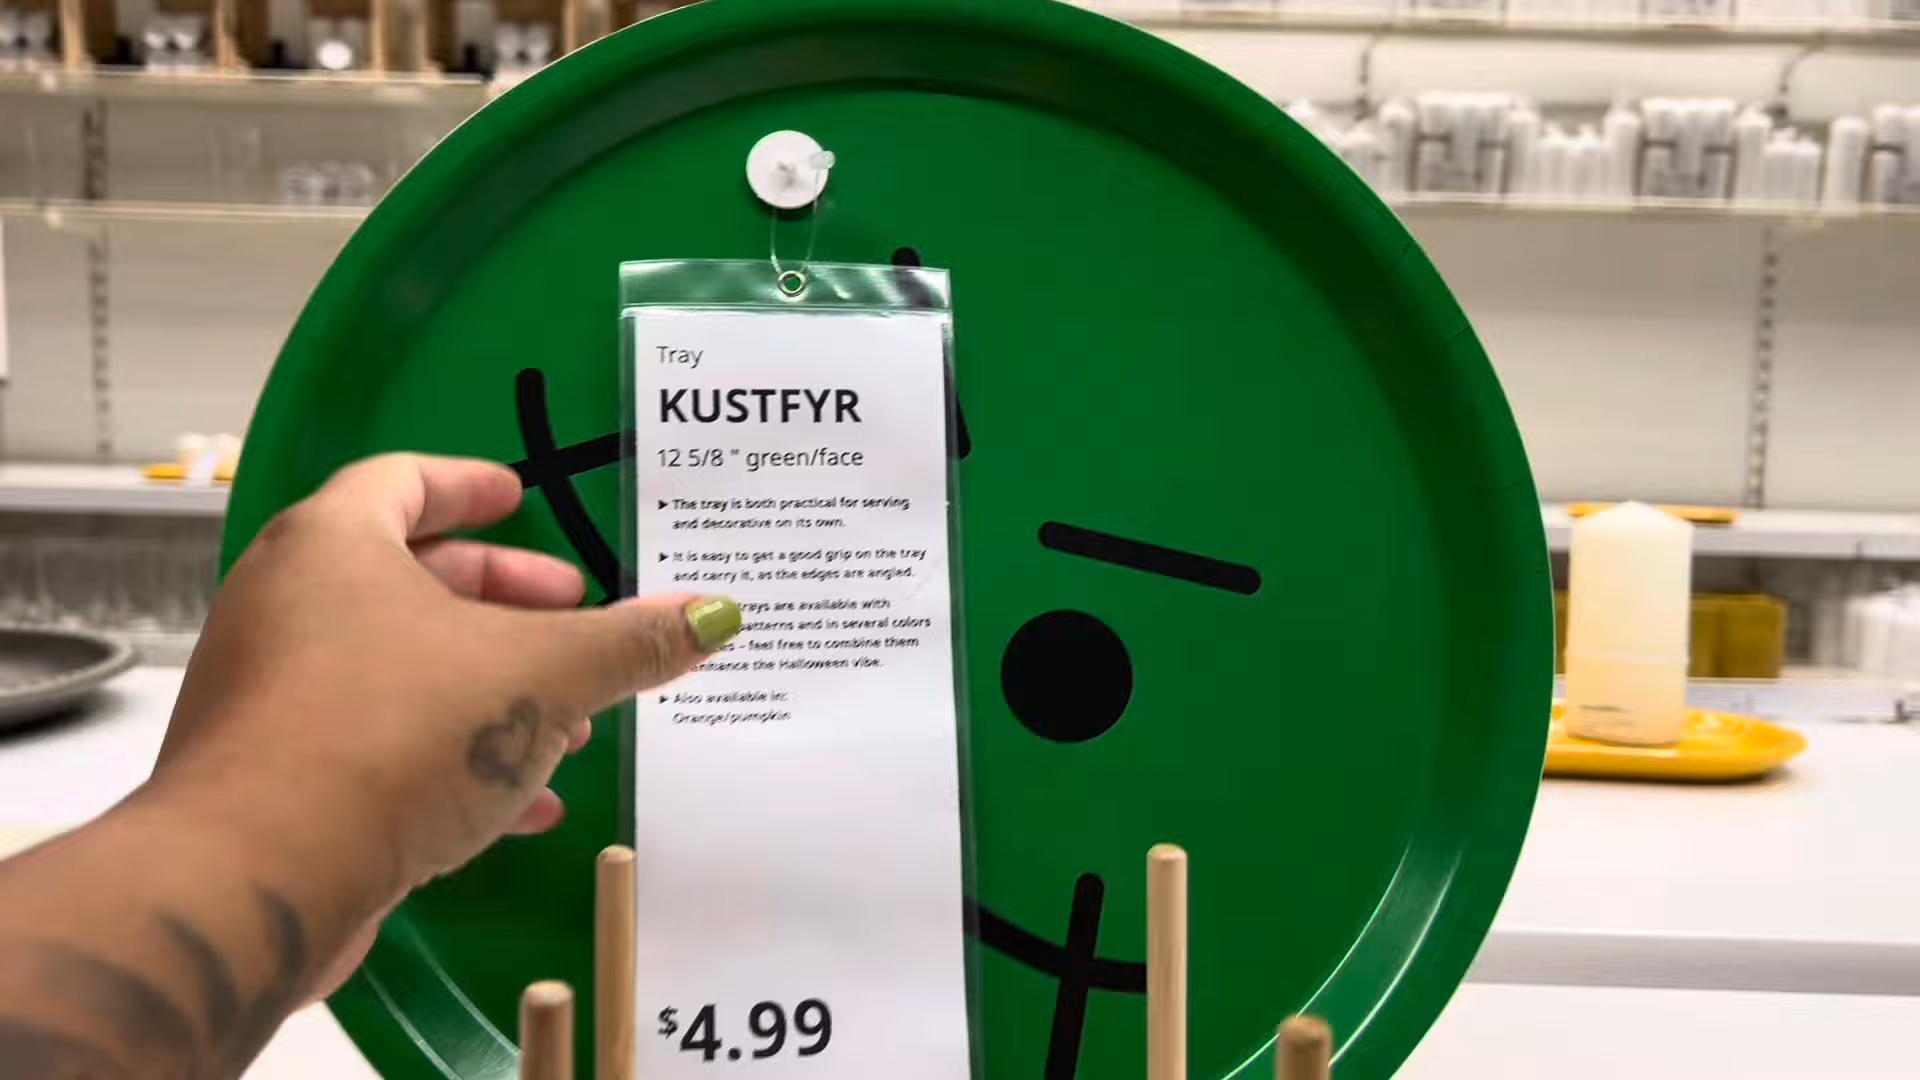 Tray
KUSTFYR
12 5/8 " green/face
▶ The tray is both practical for serving
and decorative on its own.
▶ It is easy to get a good grip on the tray
and carry it, as the edges are angled.
trays are available with
patterns and in several colors
– feel free to combine them
enhance the Halloween vibe.
▶ Also available in:
Orange/pumpkin
$4.99